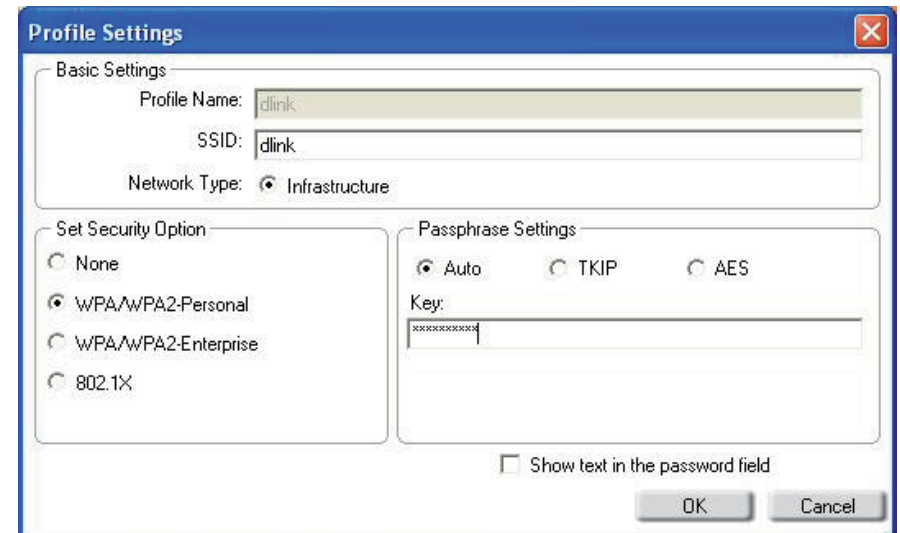 Profile Settings
Basic Settings
Profile Name: dlink
SSID: dlink
Network Type: Infrastructure
Set Security Option
None
WPA/WPA2-Personal
WPA/WPA2-Enterprise
802.1X
Passphrase Settings
Auto TKIP AES
Key:
××××××××××
Show text in the password field
OK Cancel